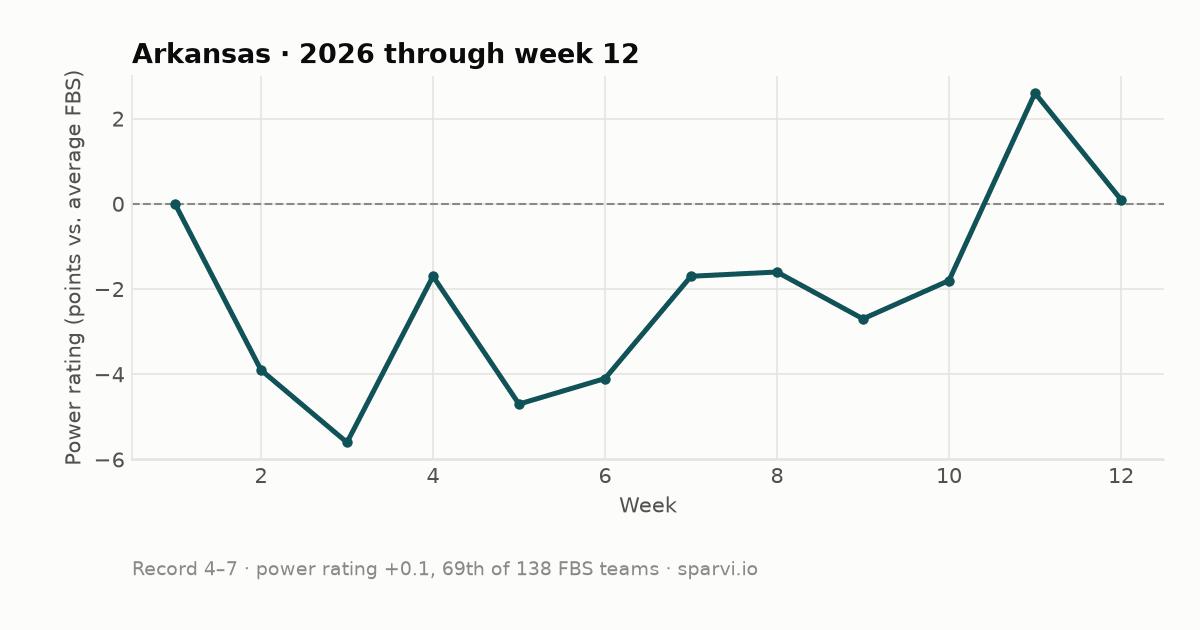 Arkansas · 2026 through week 12
Power rating (points vs. average FBS)
2
0
−2
−4
−6
2 4 6 8 10 12
Week
Record 4–7 · power rating +0.1, 69th of 138 FBS teams · sparvi.io